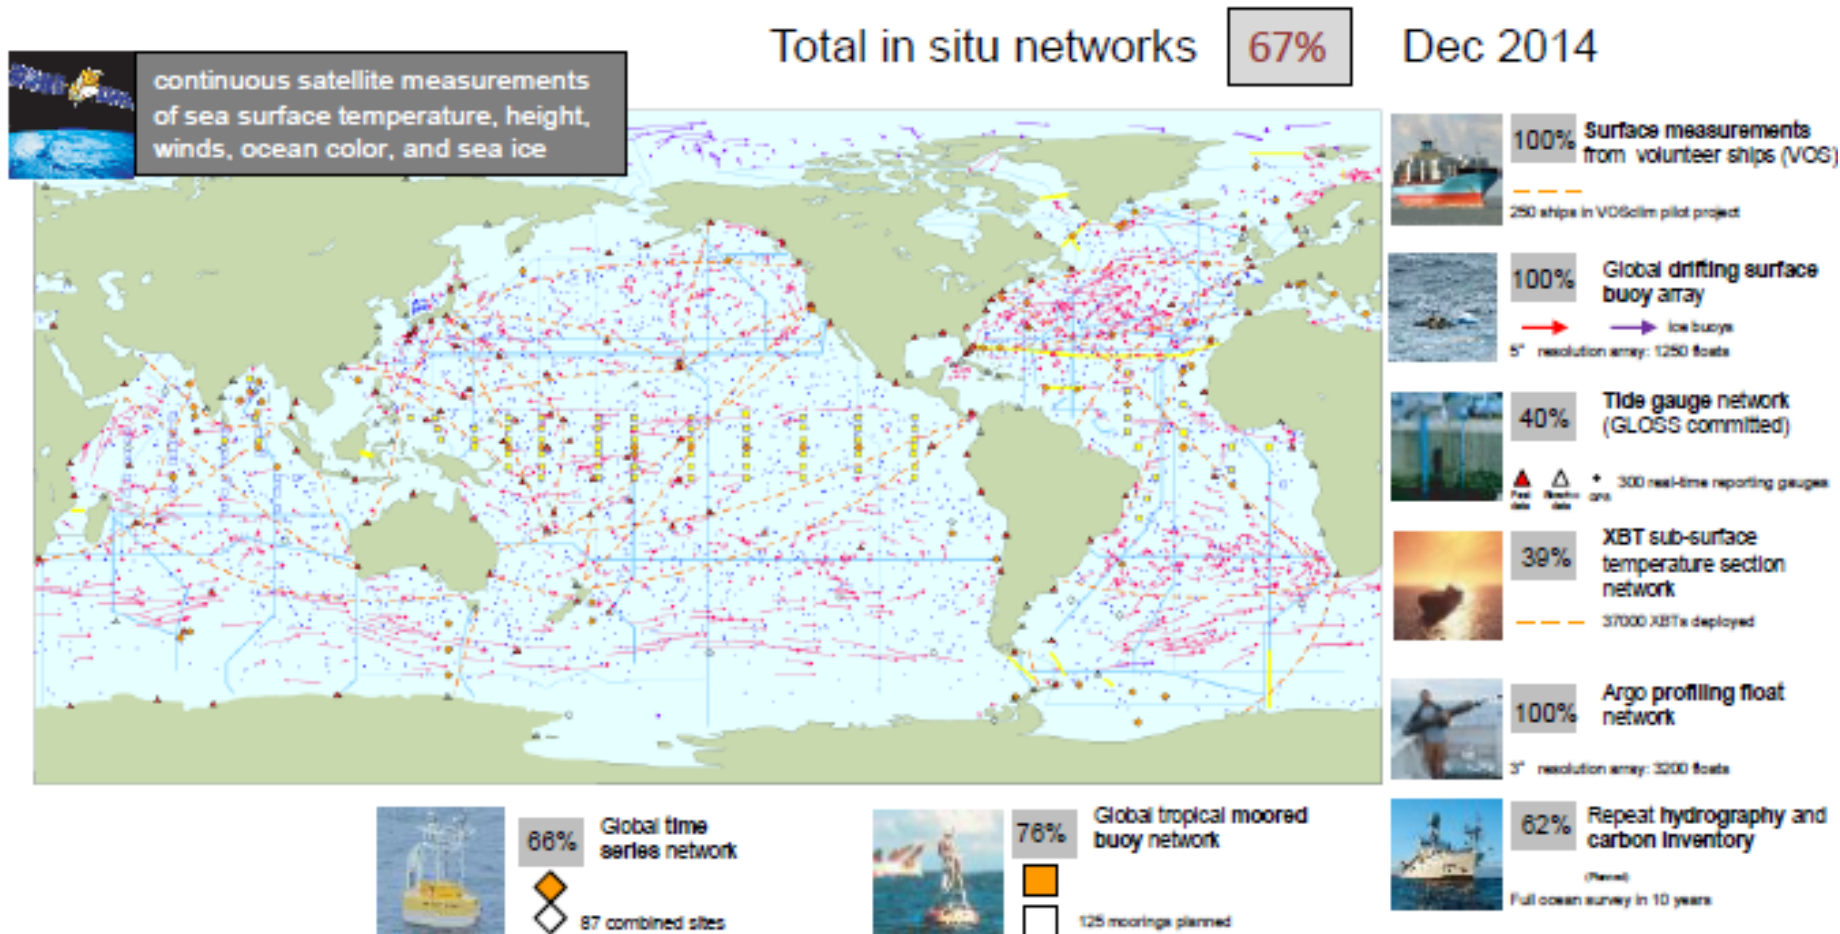 Total in situ networks 67% Dec 2014
continuous satellite measurements
of sea surface temperature, height,
winds, ocean color, and sea ice
100% Surface measurements
from volunteer ships (VOS)
250 ships in VOSclim pilot project
100% Global drifting surface
buoy array
Ice buoys
5° resolution array: 1250 floats
40% Tide gauge network
(GLOSS committed)
300 real-time reporting gauges
39% XBT sub-surface
temperature section
network
37000 XBTs deployed
100% Argo profiling float
network
3° resolution array: 3200 floats
62% Repeat hydrography and
carbon inventory
(Planned)
Full ocean survey in 10 years
66% Global time
series network
87 combined sites
76% Global tropical moored
buoy network
125 moorings planned